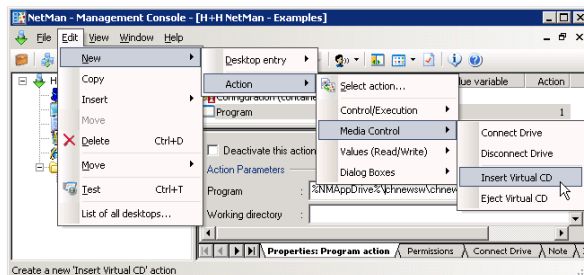 NetMan - Management Console - [H+H NetMan - Examples]
File Edit View Window Help
New
Copy
Insert
Move
Delete Ctrl+D
Move
Test Ctrl+T
List of all desktops...
Desktop entry
Action
Select action...
Control/Execution
Media Control
Values (Read/Write)
Dialog Boxes
Connect Drive
Disconnect Drive
Insert Virtual CD
Eject Virtual CD
ue variable Action
Configuration (containe
Program 1
Deactivate this action
Action Parameters
Program : %NMAppDrive%\chnewsw\chnew
Working directory :
Properties: Program action Permissions Connect Drive Note
Create a new 'Insert Virtual CD' action